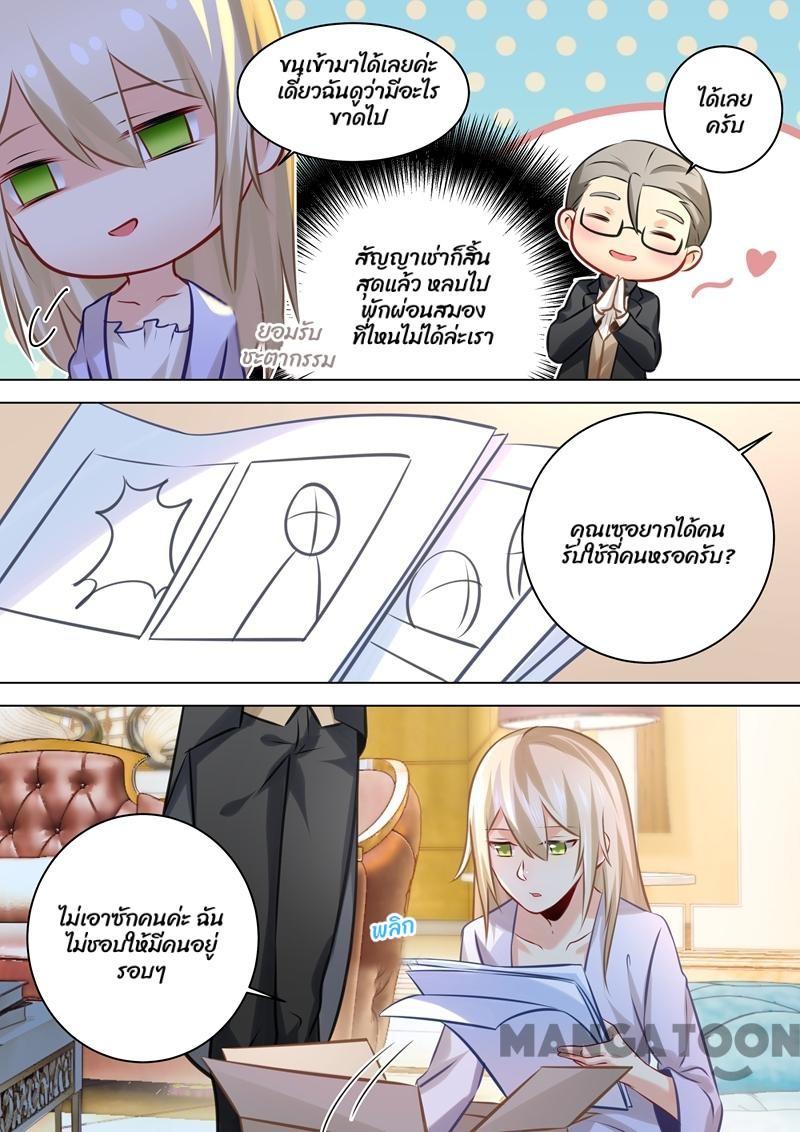 ขนเข้ามาได้เลยค่ะ
เดี๋ยวฉันดูว่ามีอะไร
ขาดไป
ได้เลย
ครับ
สัญญาเช่าก็สิ้น
สุดแล้ว หลบไป
พักผ่อนสมอง
ที่ไหนไม่ได้ล่ะเรา
ยอมรับ
ชะตากรรม
คุณเซอยากได้คน
รับใช้กี่คนหรอครับ?
ไม่เอาซักคนค่ะ ฉัน
ไม่ชอบให้มีคนอยู่
รอบๆ
พลิก
MANGATOON